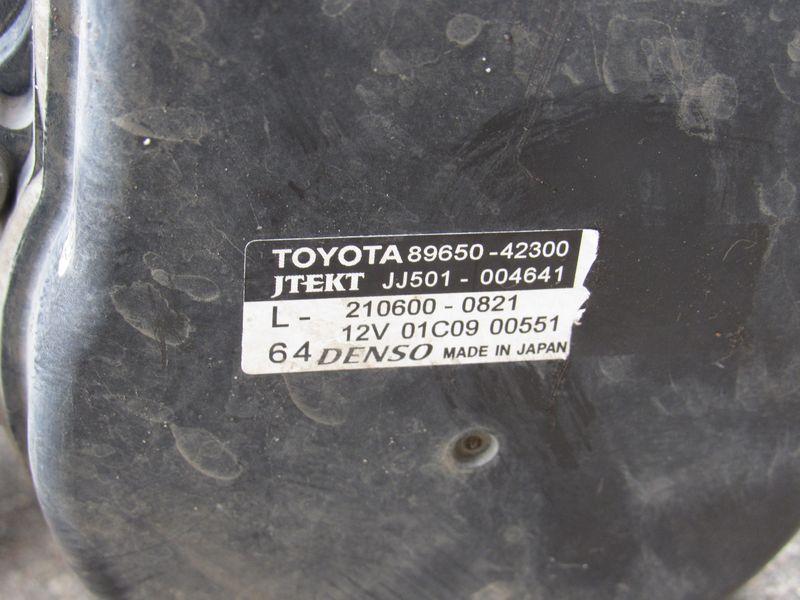 TOYOTA 89650-42300
JTEKT JJ501-004641
L- 210600-0821
12V 01C09 00551
64 DENSO MADE IN JAPAN